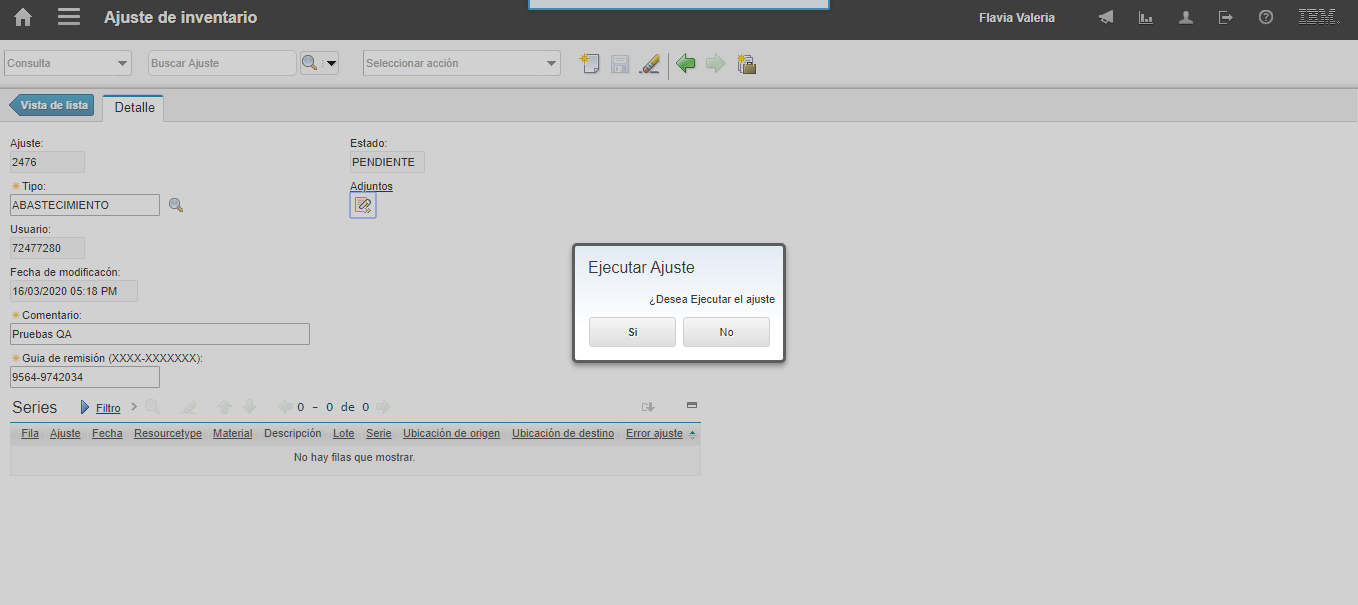 Ajuste de inventario
Flavia Valeria
IBM.
Consulta
Buscar Ajuste
Seleccionar acción
Vista de lista
Detalle
Ajuste:
2476
Estado:
PENDIENTE
Tipo:
ABASTECIMIENTO
Adjuntos
Usuario:
72477280
Fecha de modificacón:
16/03/2020 05:18 PM
Comentario:
Pruebas QA
Guia de remisión (XXXX-XXXXXXX):
9564-9742034
Ejecutar Ajuste
¿Desea Ejecutar el ajuste
Si No
Series Filtro 0 - 0 de 0
Fila Ajuste Fecha Resourcetype Material Descripción Lote Serie Ubicación de origen Ubicación de destino Error ajuste
No hay filas que mostrar.